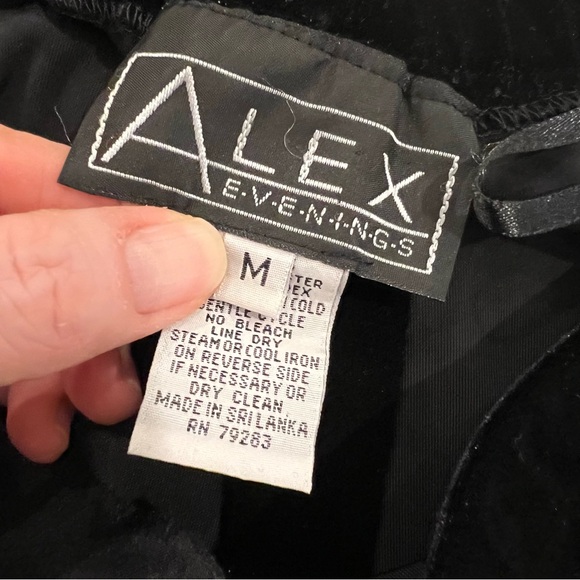 ALEX
E·V·E·N·I·N·G·S
M
COLD
NO BLEACH
LINE DRY
STEAM OR COOL IRON
ON REVERSE SIDE
IF NECESSARY OR
DRY CLEAN
MADE IN SRI LANKA
RN 79283